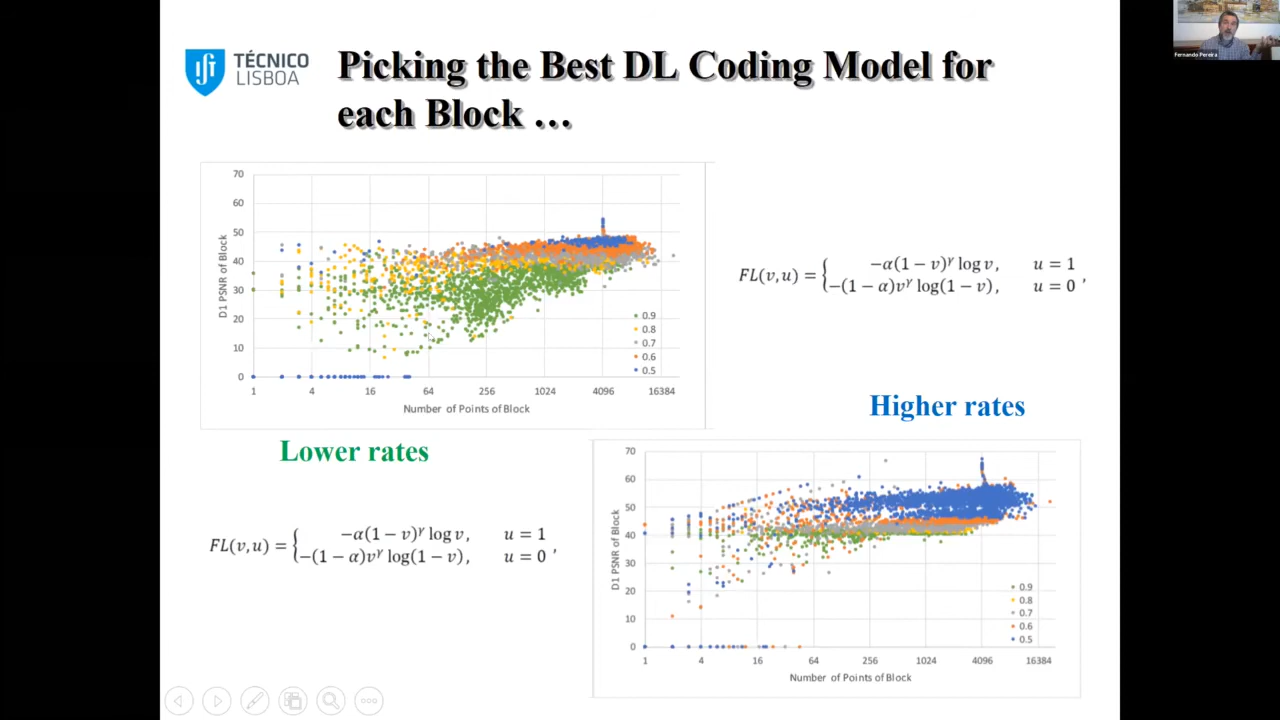 TÉCNICO
LISBOA
Picking the Best DL Coding Model for
each Block …
Fernando Pereira
D1 PSNR of Block
70
60
50
40
30
20
10
0
1 4 16 64 256 1024 4096 16384
Number of Points of Block
0.9
0.8
0.7
0.6
0.5
FL(v,u) = { −α(1 − v)^γ log v, u = 1
−(1 − α)v^γ log(1 − v), u = 0 ,
Higher rates
Lower rates
FL(v,u) = { −α(1 − v)^γ log v, u = 1
−(1 − α)v^γ log(1 − v), u = 0 ,
D1 PSNR of Block
70
60
50
40
30
20
10
0
1 4 16 64 256 1024 4096 16384
Number of Points of Block
0.9
0.8
0.7
0.6
0.5